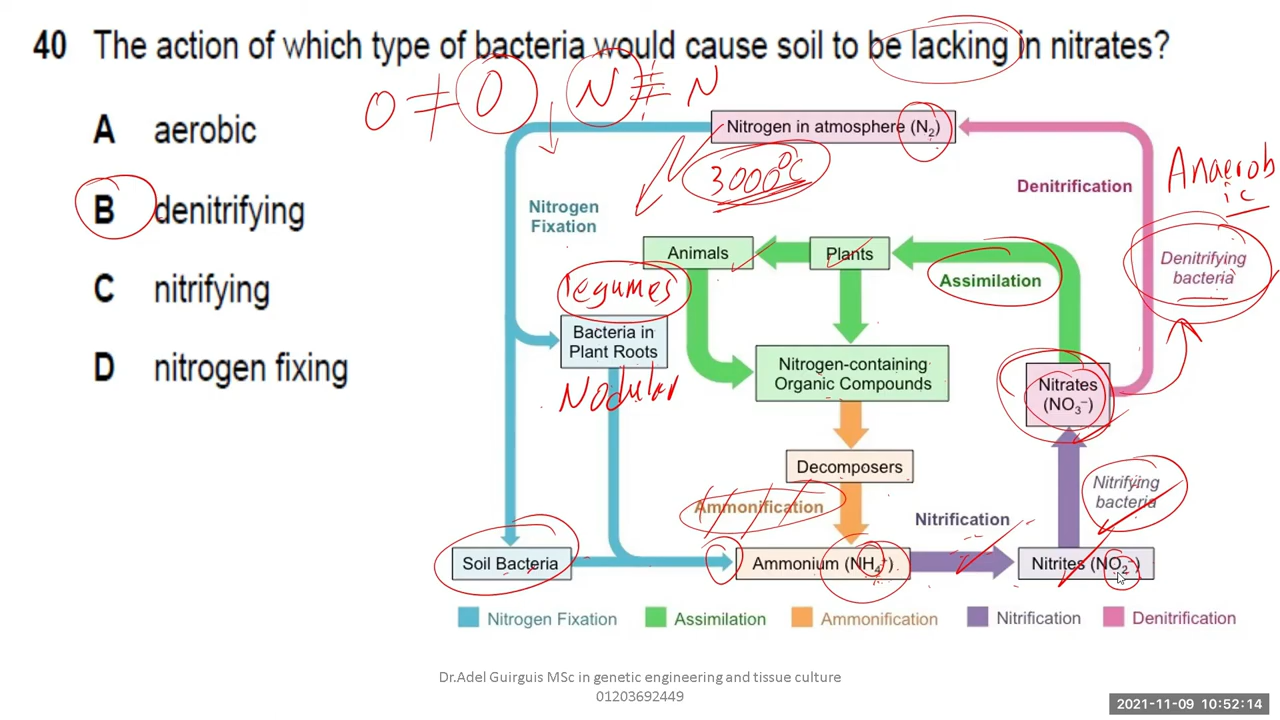 40 The action of which type of bacteria would cause soil to be lacking in nitrates?
O ≠ O N ≢ N
A aerobic
B denitrifying
C nitrifying
D nitrogen fixing
Nitrogen in atmosphere (N₂)
3000°C
Anaerob
ic
Denitrification
Nitrogen
Fixation
Animals
Plants
Assimilation
Denitrifying
bacteria
legumes
Bacteria in
Plant Roots
Nodular
Nitrogen-containing
Organic Compounds
Nitrates
(NO₃⁻)
Decomposers
Ammonification
Nitrification
Nitrifying
bacteria
Soil Bacteria
Ammonium (NH₄⁺)
Nitrites (NO₂⁻)
Nitrogen Fixation Assimilation Ammonification Nitrification Denitrification
Dr.Adel Guirguis MSc in genetic engineering and tissue culture
01203692449
2021-11-09 10:52:14